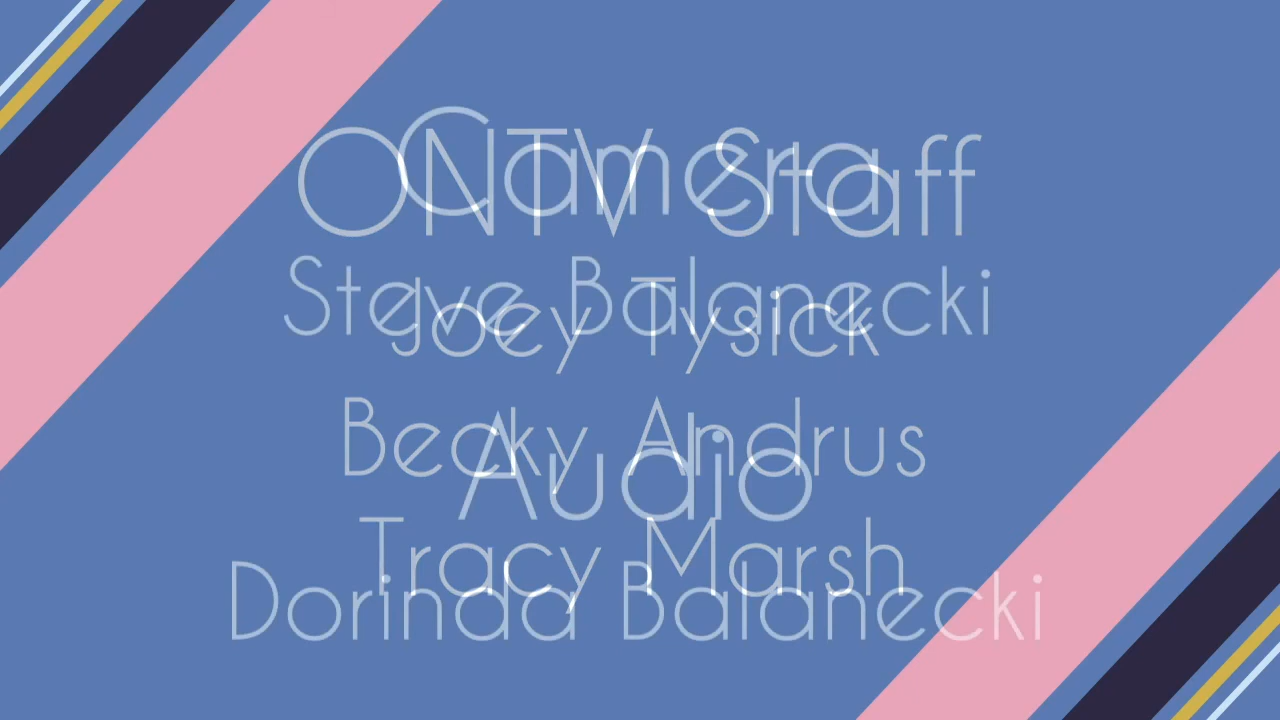 Camera
ONTV Staff
Steve Balanecki
Joey Tysick
Becky Andrus
Audio
Tracy Marsh
Dorinda Balanecki